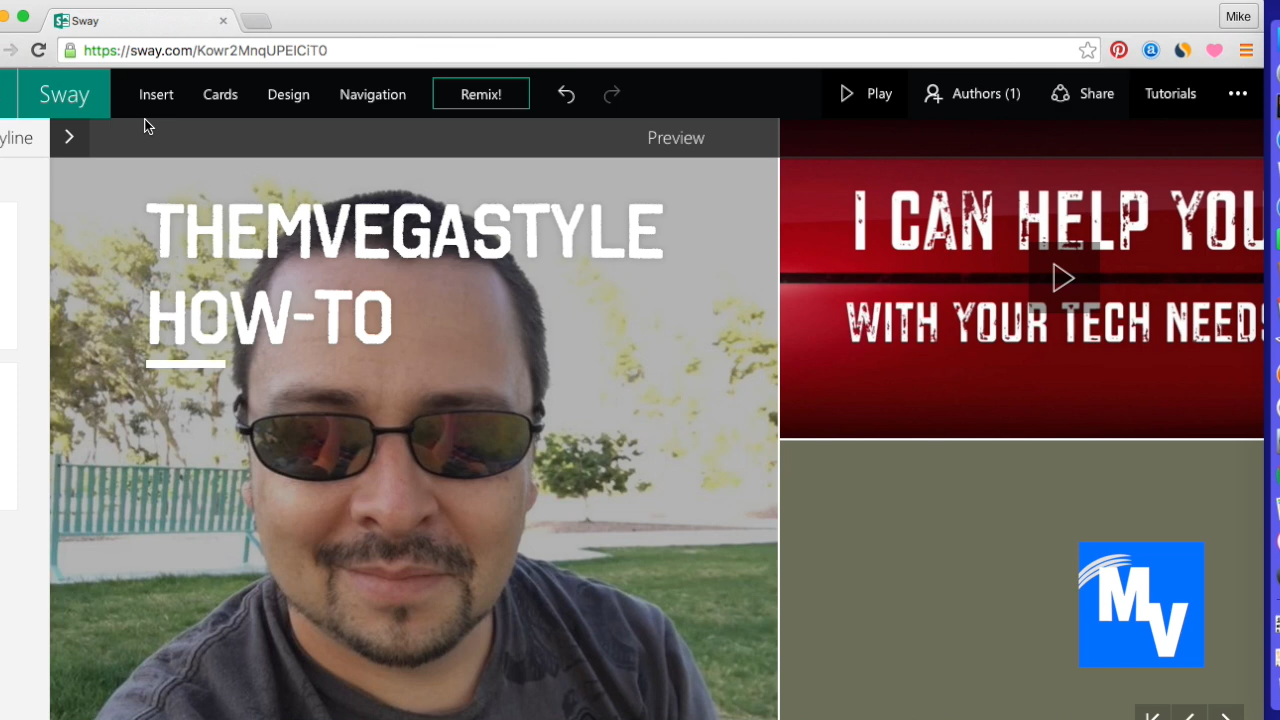 Sway
Mike
https://sway.com/Kowr2MnqUPEICiT0
Sway
Insert
Cards
Design
Navigation
Remix!
Play
Authors (1)
Share
Tutorials
yline
Preview
THEMVEGASTYLE
HOW-TO
I CAN HELP YOU
WITH YOUR TECH NEEDS
MV